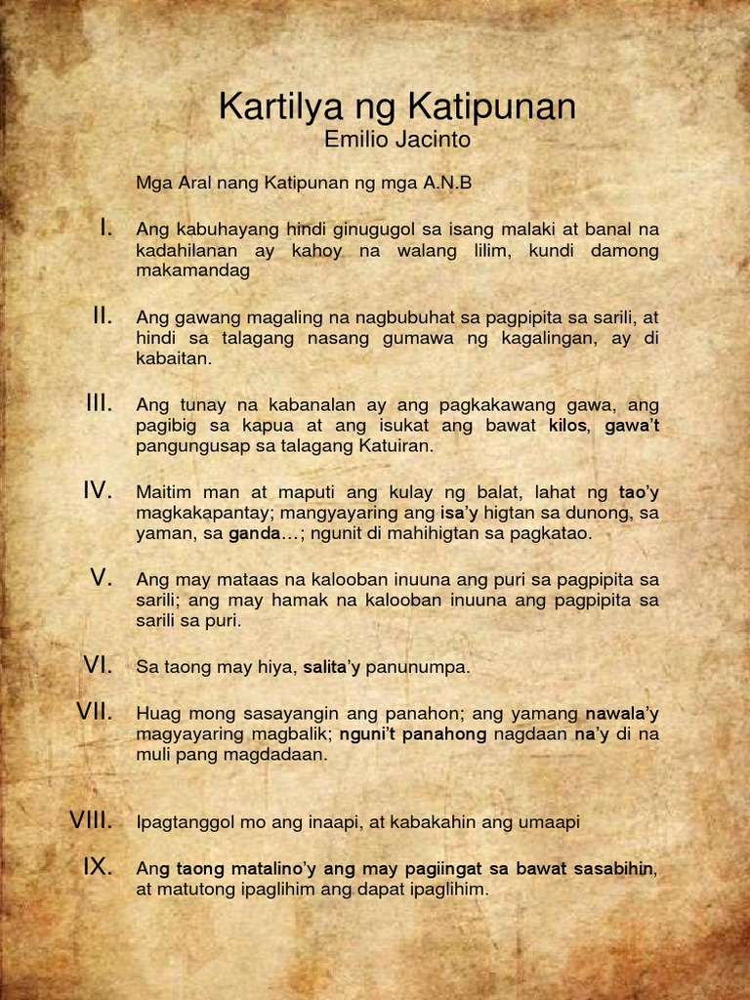 Kartilya ng Katipunan
Emilio Jacinto
Mga Aral nang Katipunan ng mga A.N.B
I. Ang kabuhayang hindi ginugugol sa isang malaki at banal na
kadahilanan ay kahoy na walang lilim, kundi damong
makamandag
II. Ang gawang magaling na nagbubuhat sa pagpipita sa sarili, at
hindi sa talagang nasang gumawa ng kagalingan, ay di
kabaitan.
III. Ang tunay na kabanalan ay ang pagkakawang gawa, ang
pagibig sa kapua at ang isukat ang bawat kilos, gawa't
pangungusap sa talagang Katuiran.
IV. Maitim man at maputi ang kulay ng balat, lahat ng tao'y
magkakapantay; mangyayaring ang isa'y higtan sa dunong, sa
yaman, sa ganda…; ngunit di mahihigtan sa pagkatao.
V. Ang may mataas na kalooban inuuna ang puri sa pagpipita sa
sarili; ang may hamak na kalooban inuuna ang pagpipita sa
sarili sa puri.
VI. Sa taong may hiya, salita'y panunumpa.
VII. Huag mong sasayangin ang panahon; ang yamang nawala'y
magyayaring magbalik; nguni't panahong nagdaan na'y di na
muli pang magdadaan.
VIII. Ipagtanggol mo ang inaapi, at kabakahin ang umaapi
IX. Ang taong matalino'y ang may pagiingat sa bawat sasabihin,
at matutong ipaglihim ang dapat ipaglihim.